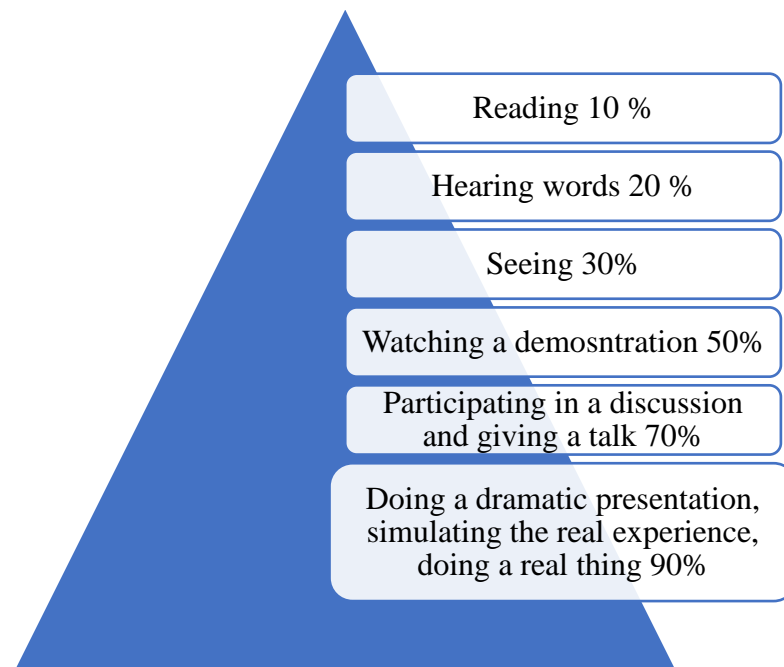 Reading 10 %
Hearing words 20 %
Seeing 30%
Watching a demosntration 50%
Participating in a discussion
and giving a talk 70%
Doing a dramatic presentation,
simulating the real experience,
doing a real thing 90%